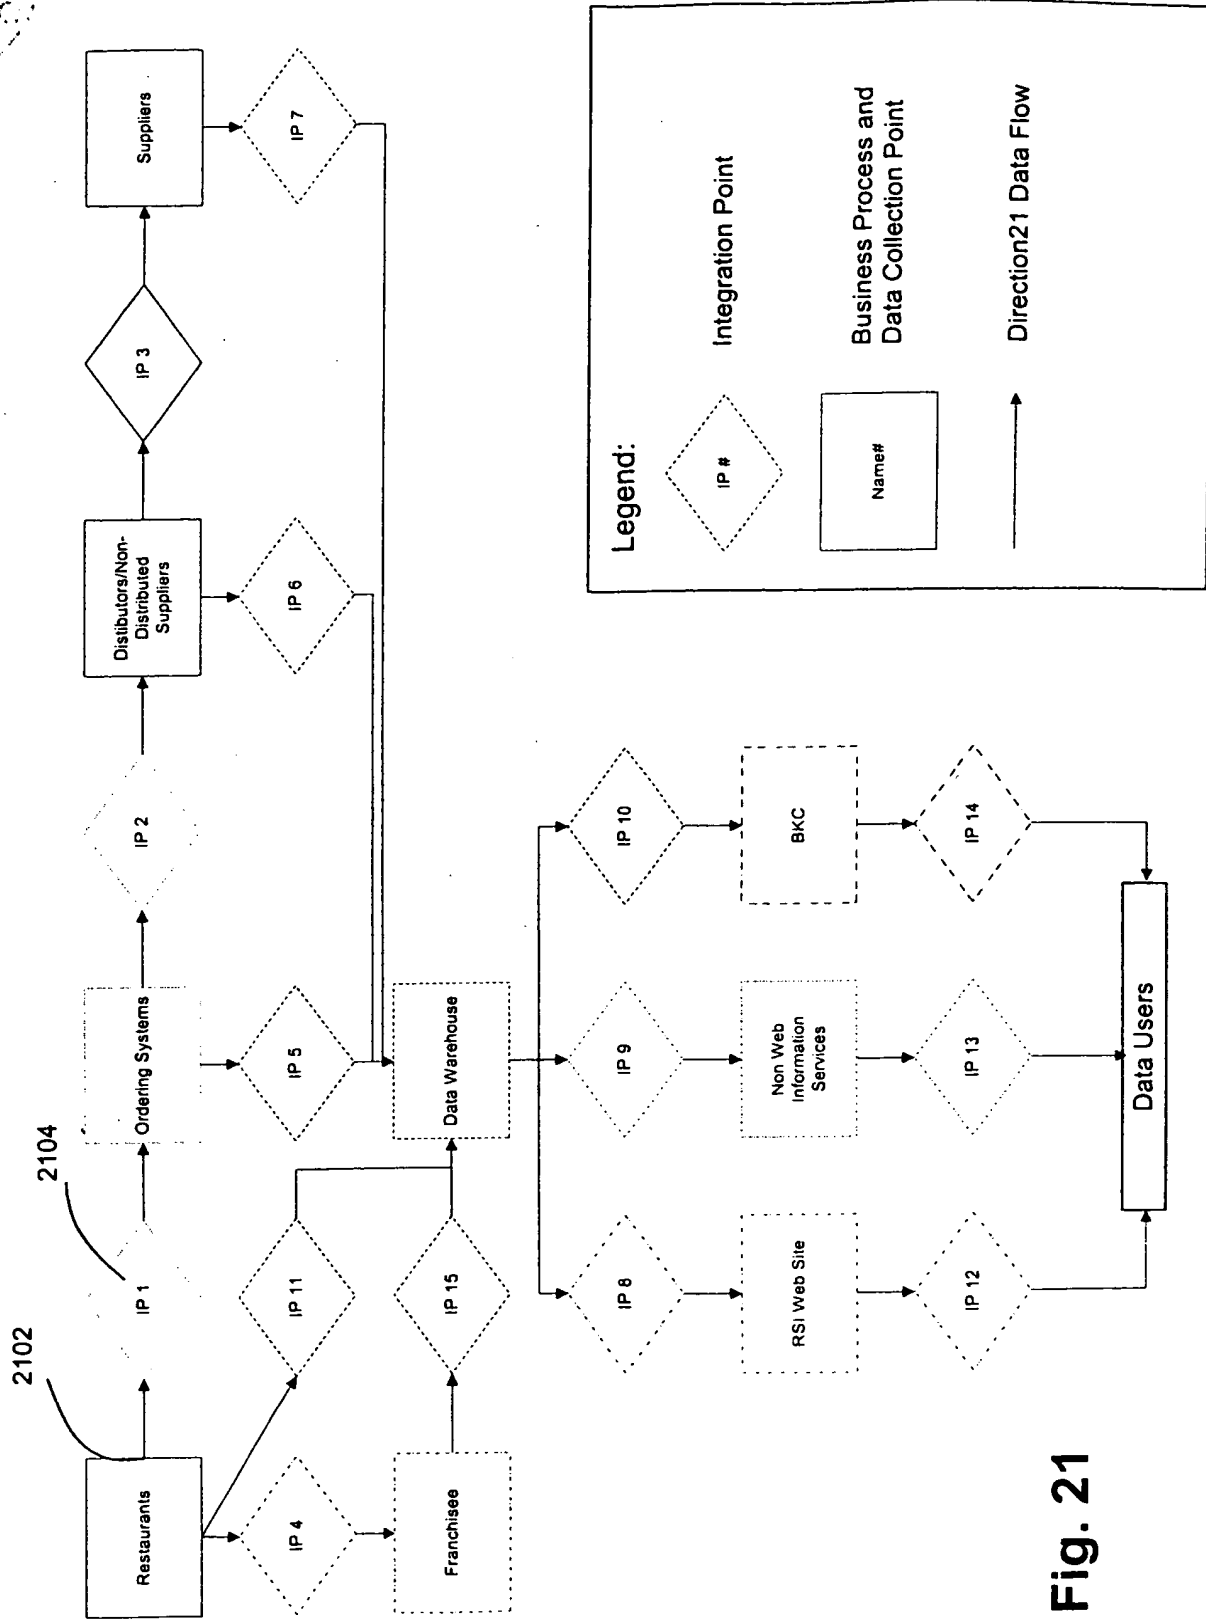 2102
2104
Restaurants
IP 1
Ordering Systems
IP 2
Distibutors/Non-
Distributed
Suppliers
IP 3
Suppliers
IP 4
IP 11
IP 5
IP 6
IP 7
Franchisee
IP 15
Data Warehouse
IP 8
IP 9
IP 10
RSI Web Site
Non Web
Information
Services
BKC
IP 12
IP 13
IP 14
Data Users
Legend:
IP #
Integration Point
Name#
Business Process and
Data Collection Point
Direction21 Data Flow
Fig. 21